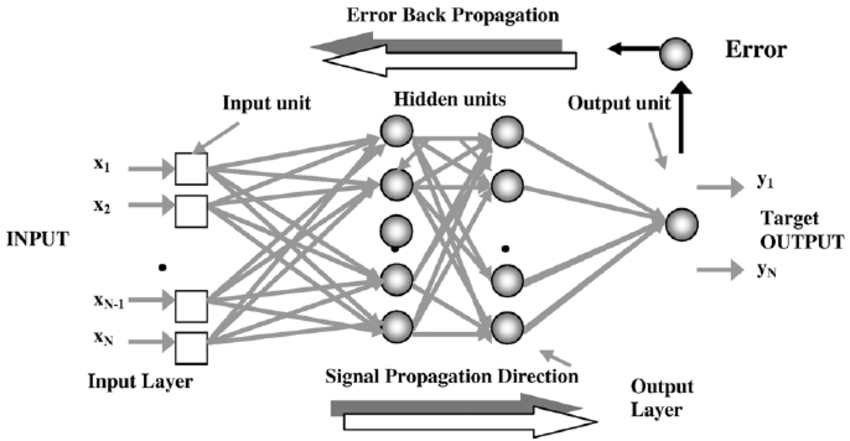 Error Back Propagation
Error
Input unit
Hidden units
Output unit
x1
x2
INPUT
xN-1
xN
y1
Target
OUTPUT
yN
Input Layer
Signal Propagation Direction
Output
Layer